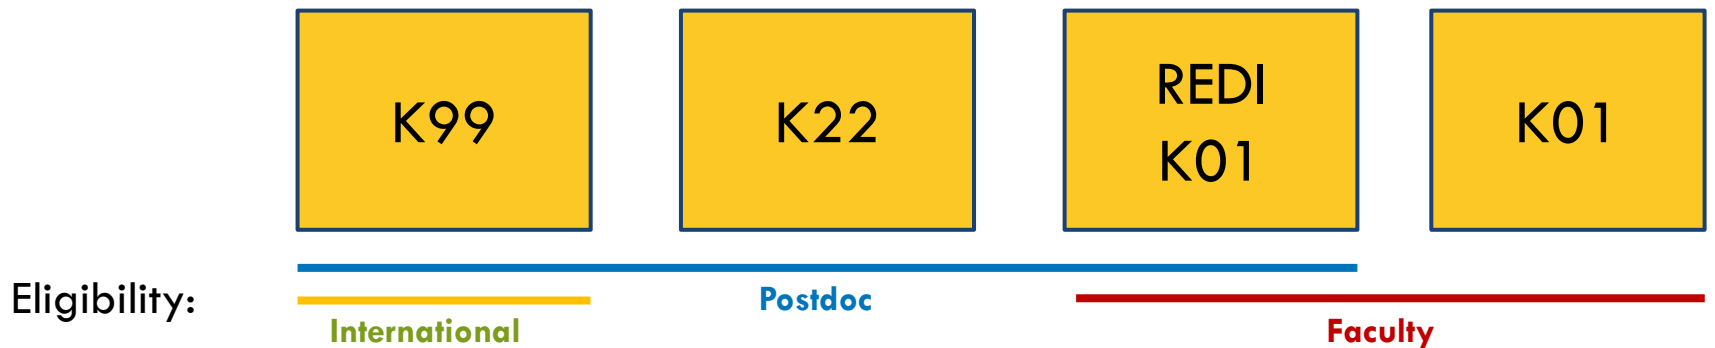 K99
K22
REDI
K01
K01
Eligibility:
Postdoc
International
Faculty